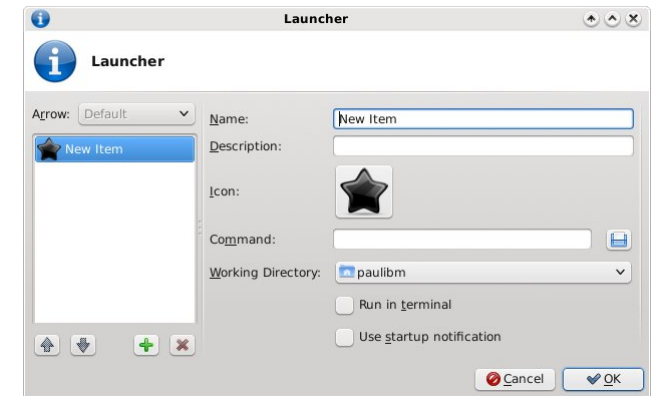 Launcher
Launcher
Arrow: Default
New Item
Name: New Item
Description:
Icon:
Command:
Working Directory: paulibm
Run in terminal
Use startup notification
Cancel OK